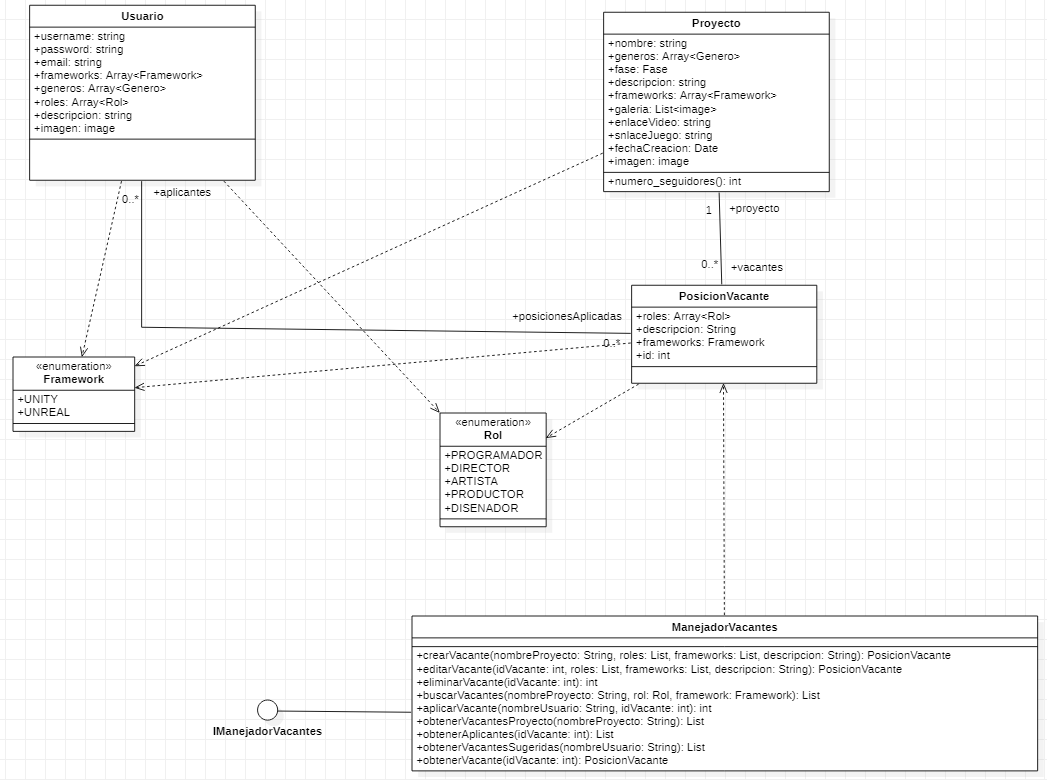 Usuario
+username: string
+password: string
+email: string
+frameworks: Array<Framework>
+generos: Array<Genero>
+roles: Array<Rol>
+descripcion: string
+imagen: image
Proyecto
+nombre: string
+generos: Array<Genero>
+fase: Fase
+descripcion: string
+frameworks: Array<Framework>
+galeria: List<image>
+enlaceVideo: string
+snlaceJuego: string
+fechaCreacion: Date
+imagen: image
+numero_seguidores(): int
0..*
+aplicantes
1
+proyecto
0..*
+vacantes
+posicionesAplicadas
0..*
PosicionVacante
+roles: Array<Rol>
+descripcion: String
+frameworks: Framework
+id: int
«enumeration»
Framework
+UNITY
+UNREAL
«enumeration»
Rol
+PROGRAMADOR
+DIRECTOR
+ARTISTA
+PRODUCTOR
+DISENADOR
ManejadorVacantes
+crearVacante(nombreProyecto: String, roles: List, frameworks: List, descripcion: String): PosicionVacante
+editarVacante(idVacante: int, roles: List, frameworks: List, descripcion: String): PosicionVacante
+eliminarVacante(idVacante: int): int
+buscarVacantes(nombreProyecto: String, rol: Rol, framework: Framework): List
+aplicarVacante(nombreUsuario: String, idVacante: int): int
+obtenerVacantesProyecto(nombreProyecto: String): List
+obtenerAplicantes(idVacante: int): List
+obtenerVacantesSugeridas(nombreUsuario: String): List
+obtenerVacante(idVacante: int): PosicionVacante
IManejadorVacantes